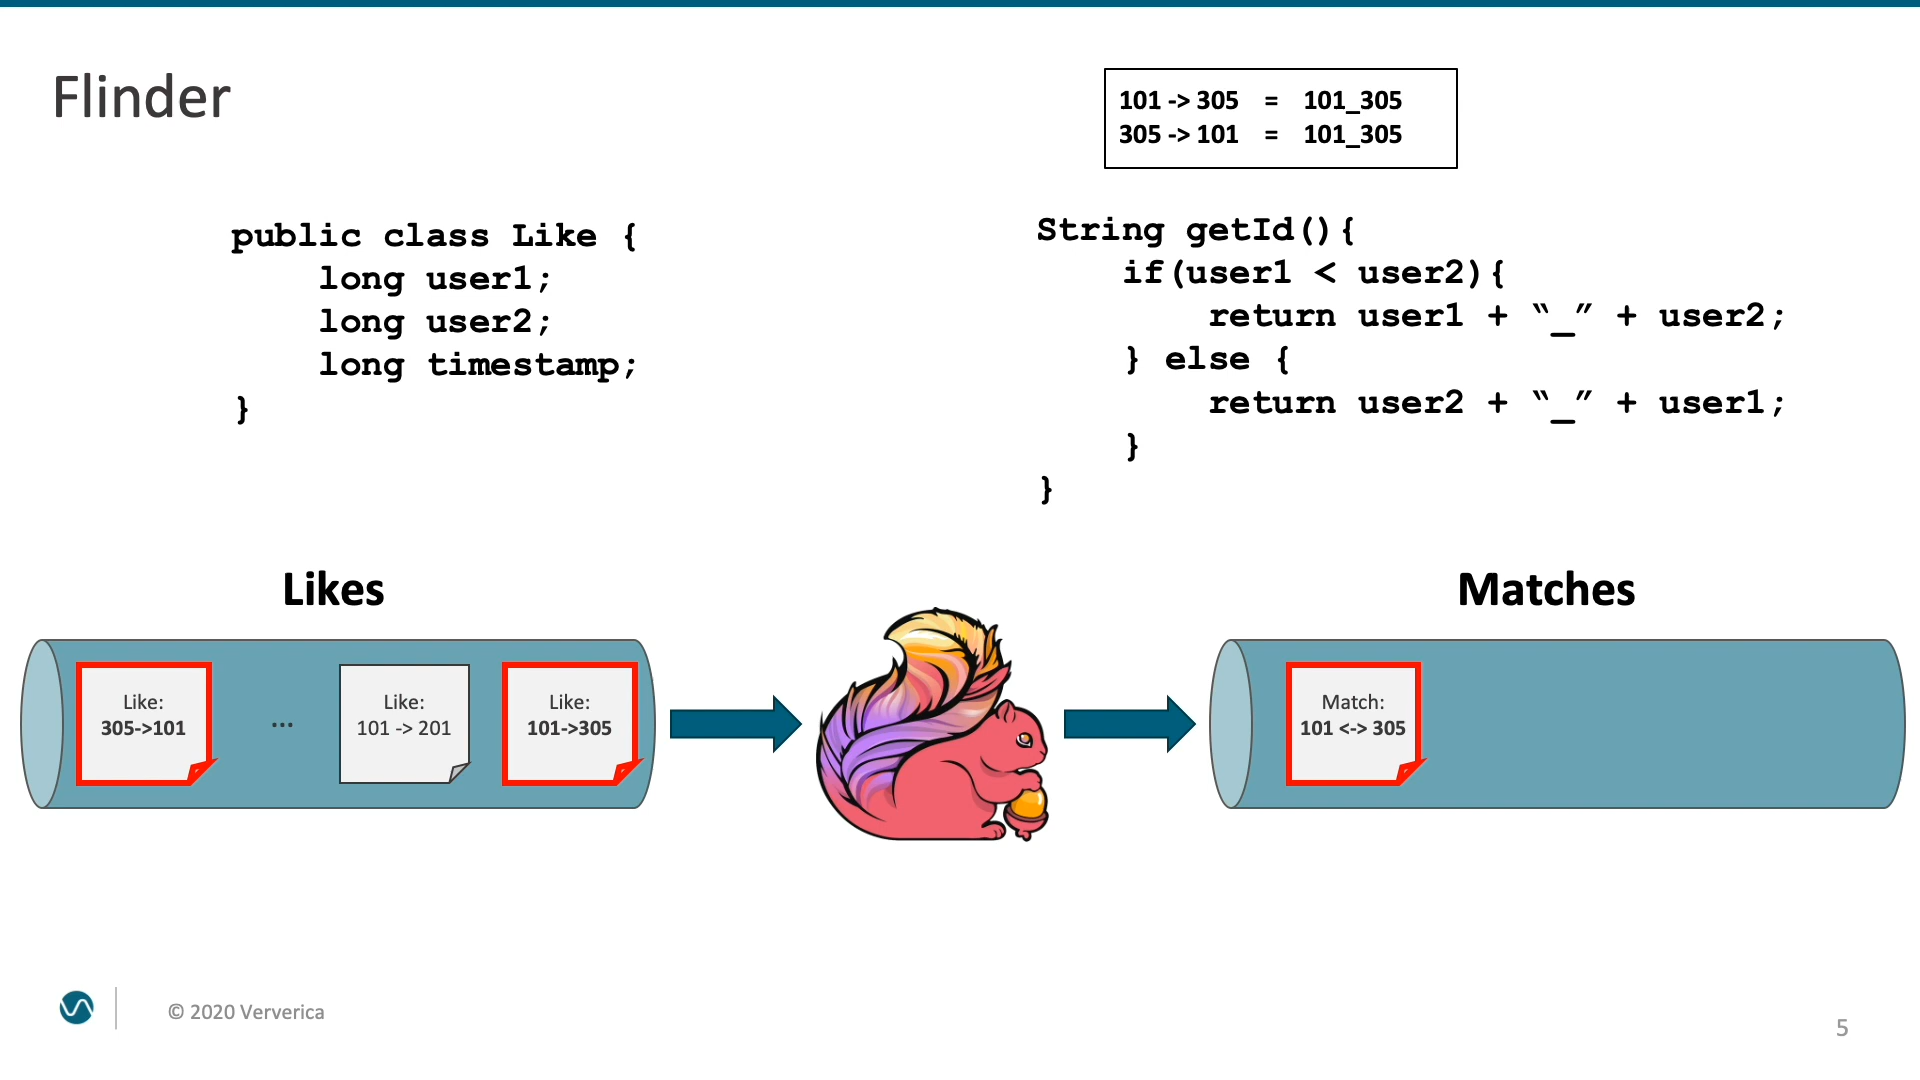 Flinder
101 -> 305 = 101_305
305 -> 101 = 101_305
public class Like {
long user1;
long user2;
long timestamp;
}
String getId(){
if(user1 < user2){
return user1 + “_” + user2;
} else {
return user2 + “_” + user1;
}
}
Likes
Like:
305->101
...
Like:
101 -> 201
Like:
101->305
Matches
Match:
101 <-> 305
© 2020 Ververica
5